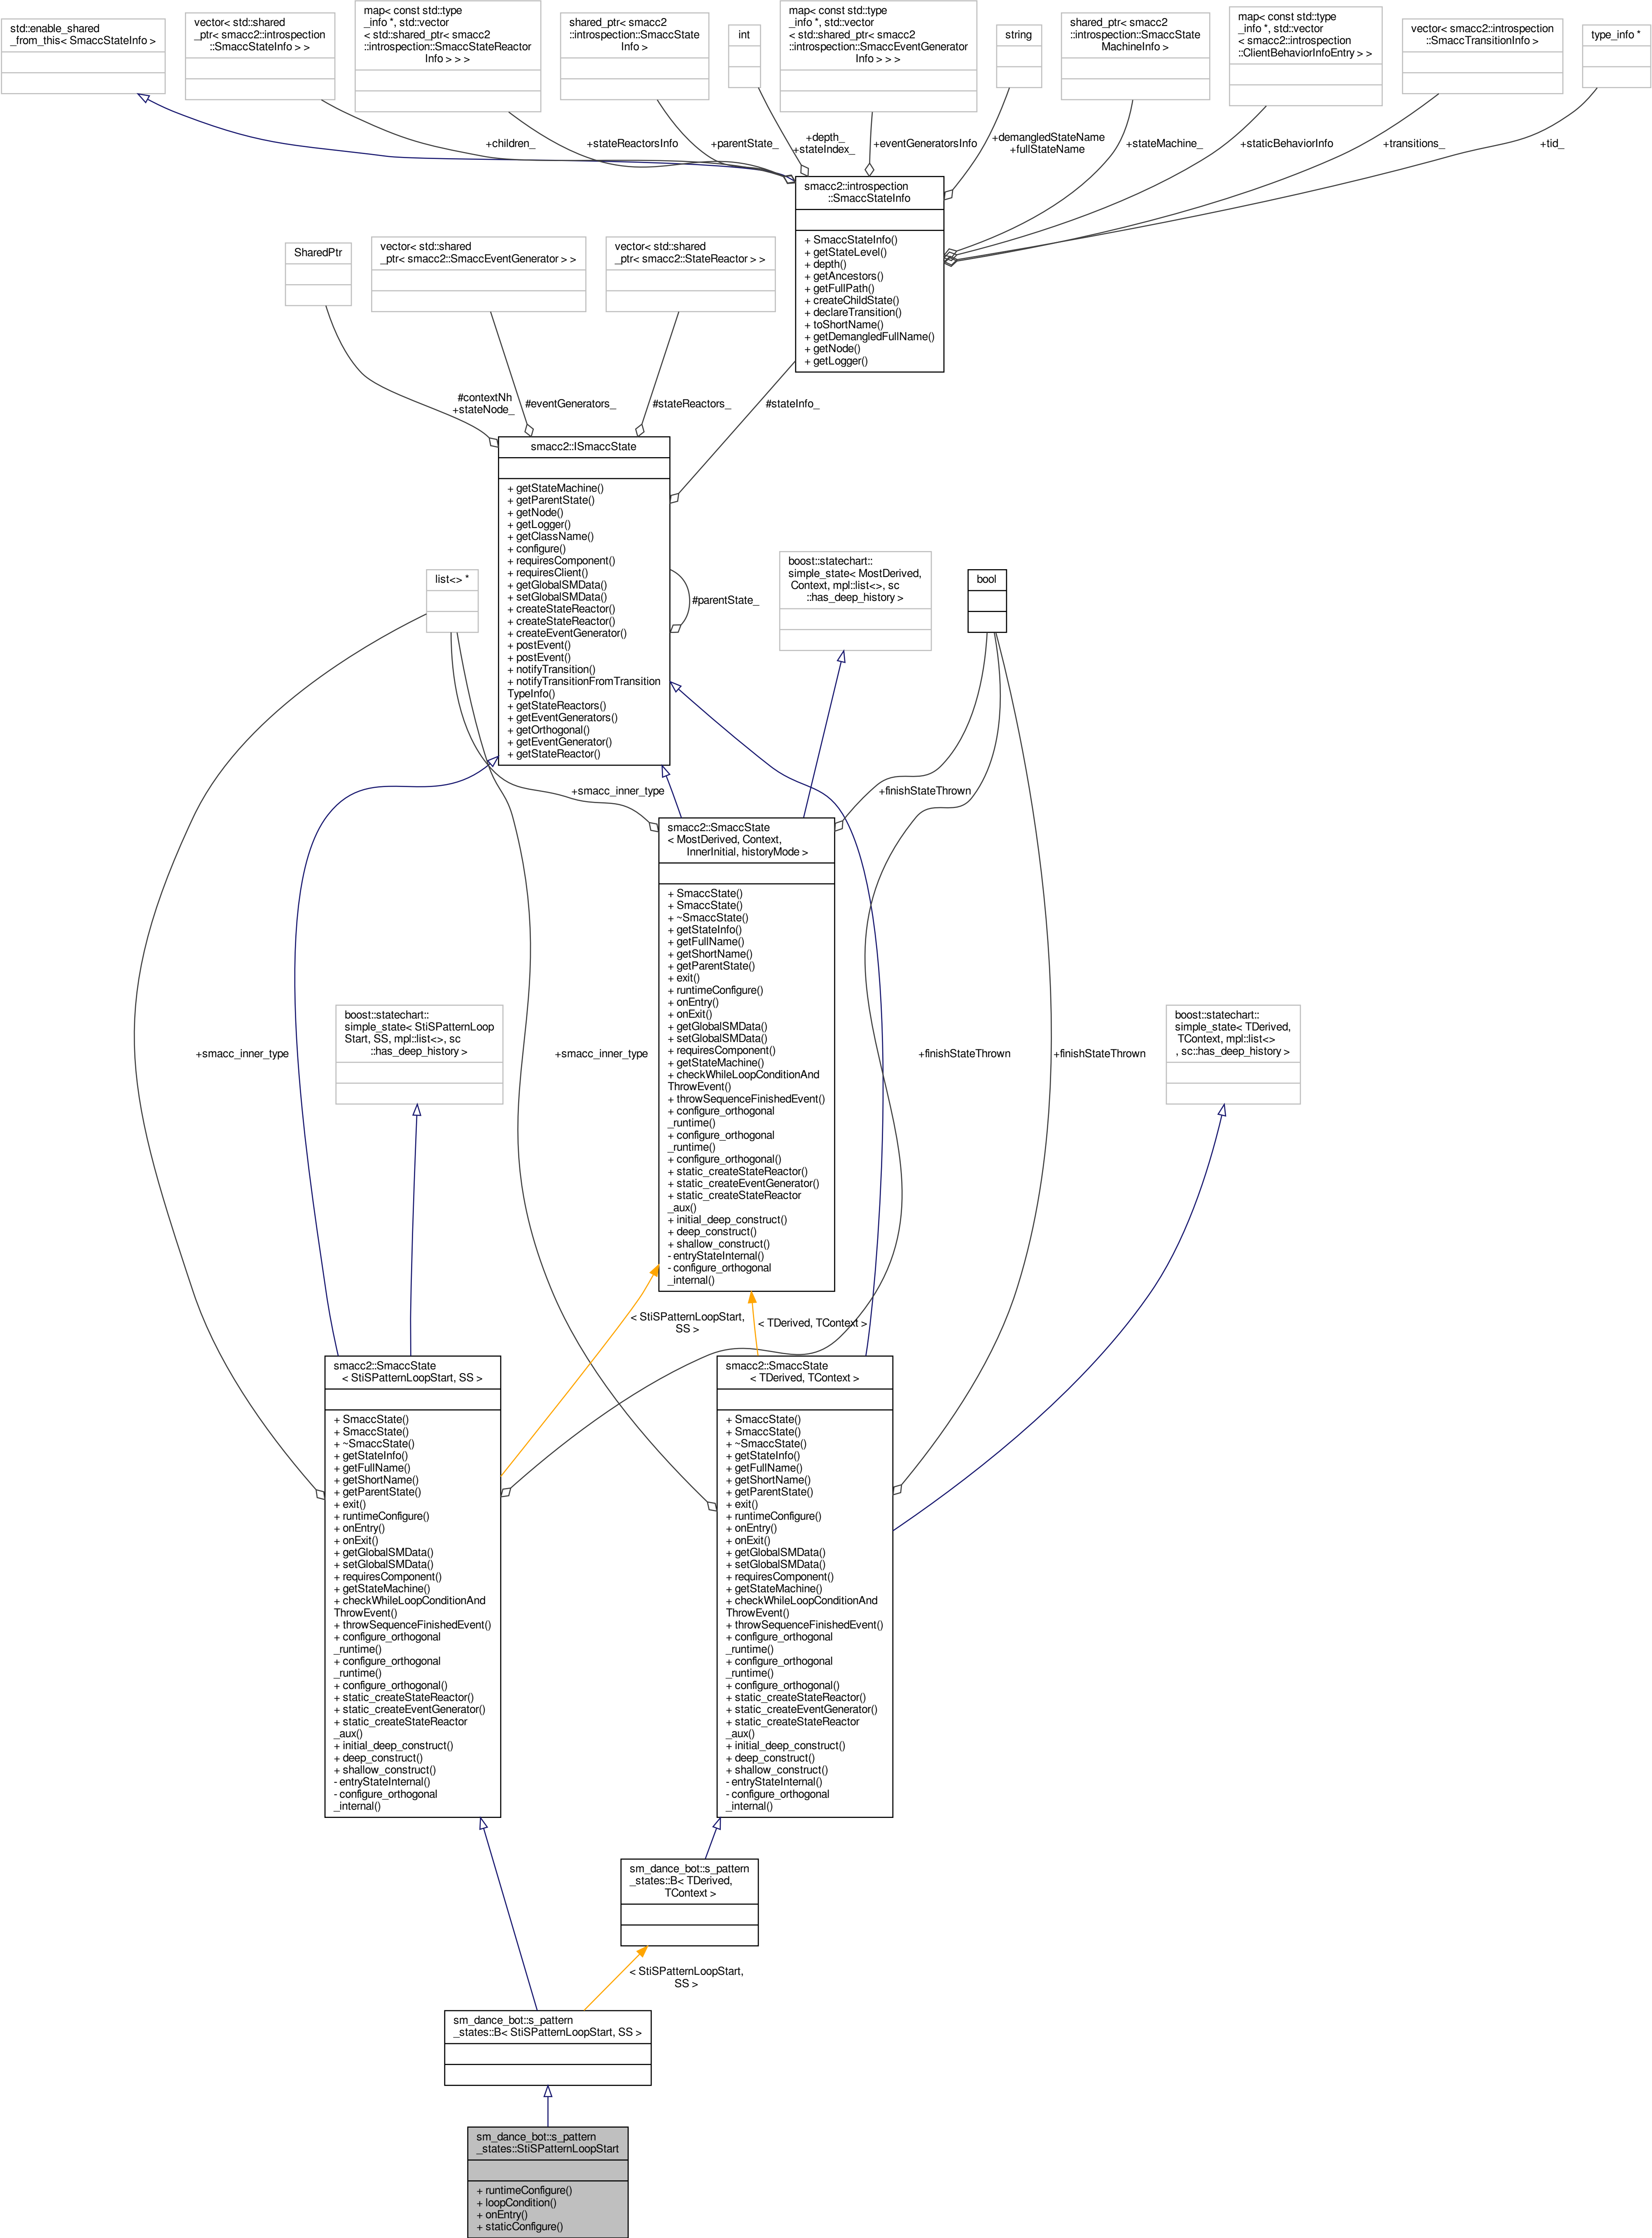 std::enable_shared
_from_this< SmaccStateInfo >
vector< std::shared
_ptr< smacc2::introspection
::SmaccStateInfo > >
map< const std::type
_info *, std::vector
< std::shared_ptr< smacc2
::introspection::SmaccStateReactor
Info > > >
shared_ptr< smacc2
::introspection::SmaccState
Info >
int
map< const std::type
_info *, std::vector
< std::shared_ptr< smacc2
::introspection::SmaccEventGenerator
Info > > >
string
shared_ptr< smacc2
::introspection::SmaccState
MachineInfo >
map< const std::type
_info *, std::vector
< smacc2::introspection
::ClientBehaviorInfoEntry > >
vector< smacc2::introspection
::SmaccTransitionInfo >
type_info *
+children_
+stateReactorsInfo
+parentState_
+depth_
+stateIndex_
+eventGeneratorsInfo
+demangledStateName
+fullStateName
+stateMachine_
+staticBehaviorInfo
+transitions_
+tid_
smacc2::introspection
::SmaccStateInfo
+ SmaccStateInfo()
+ getStateLevel()
+ depth()
+ getAncestors()
+ getFullPath()
+ createChildState()
+ declareTransition()
+ toShortName()
+ getDemangledFullName()
+ getNode()
+ getLogger()
SharedPtr
vector< std::shared
_ptr< smacc2::SmaccEventGenerator > >
vector< std::shared
_ptr< smacc2::StateReactor > >
#contextNh
+stateNode_
#eventGenerators_
#stateReactors_
#stateInfo_
smacc2::ISmaccState
+ getStateMachine()
+ getParentState()
+ getNode()
+ getLogger()
+ getClassName()
+ configure()
+ requiresComponent()
+ requiresClient()
+ getGlobalSMData()
+ setGlobalSMData()
+ createStateReactor()
+ createStateReactor()
+ createEventGenerator()
+ postEvent()
+ postEvent()
+ notifyTransition()
+ notifyTransitionFromTransition
TypeInfo()
+ getStateReactors()
+ getEventGenerators()
+ getOrthogonal()
+ getEventGenerator()
+ getStateReactor()
#parentState_
list<> *
boost::statechart::
simple_state< MostDerived,
Context, mpl::list<>, sc
::has_deep_history >
bool
+smacc_inner_type
+finishStateThrown
smacc2::SmaccState
< MostDerived, Context,
InnerInitial, historyMode >
+ SmaccState()
+ SmaccState()
+ ~SmaccState()
+ getStateInfo()
+ getFullName()
+ getShortName()
+ getParentState()
+ exit()
+ runtimeConfigure()
+ onEntry()
+ onExit()
+ getGlobalSMData()
+ setGlobalSMData()
+ requiresComponent()
+ getStateMachine()
+ checkWhileLoopConditionAnd
ThrowEvent()
+ throwSequenceFinishedEvent()
+ configure_orthogonal
_runtime()
+ configure_orthogonal
_runtime()
+ configure_orthogonal()
+ static_createStateReactor()
+ static_createEventGenerator()
+ static_createStateReactor
_aux()
+ initial_deep_construct()
+ deep_construct()
+ shallow_construct()
- entryStateInternal()
- configure_orthogonal
_internal()
boost::statechart::
simple_state< StiSPatternLoop
Start, SS, mpl::list<>, sc
::has_deep_history >
boost::statechart::
simple_state< TDerived,
TContext, mpl::list<>
, sc::has_deep_history >
+smacc_inner_type
+smacc_inner_type
+finishStateThrown
+finishStateThrown
< StiSPatternLoopStart,
SS >
< TDerived, TContext >
smacc2::SmaccState
< StiSPatternLoopStart, SS >
+ SmaccState()
+ SmaccState()
+ ~SmaccState()
+ getStateInfo()
+ getFullName()
+ getShortName()
+ getParentState()
+ exit()
+ runtimeConfigure()
+ onEntry()
+ onExit()
+ getGlobalSMData()
+ setGlobalSMData()
+ requiresComponent()
+ getStateMachine()
+ checkWhileLoopConditionAnd
ThrowEvent()
+ throwSequenceFinishedEvent()
+ configure_orthogonal
_runtime()
+ configure_orthogonal
_runtime()
+ configure_orthogonal()
+ static_createStateReactor()
+ static_createEventGenerator()
+ static_createStateReactor
_aux()
+ initial_deep_construct()
+ deep_construct()
+ shallow_construct()
- entryStateInternal()
- configure_orthogonal
_internal()
smacc2::SmaccState
< TDerived, TContext >
+ SmaccState()
+ SmaccState()
+ ~SmaccState()
+ getStateInfo()
+ getFullName()
+ getShortName()
+ getParentState()
+ exit()
+ runtimeConfigure()
+ onEntry()
+ onExit()
+ getGlobalSMData()
+ setGlobalSMData()
+ requiresComponent()
+ getStateMachine()
+ checkWhileLoopConditionAnd
ThrowEvent()
+ throwSequenceFinishedEvent()
+ configure_orthogonal
_runtime()
+ configure_orthogonal
_runtime()
+ configure_orthogonal()
+ static_createStateReactor()
+ static_createEventGenerator()
+ static_createStateReactor
_aux()
+ initial_deep_construct()
+ deep_construct()
+ shallow_construct()
- entryStateInternal()
- configure_orthogonal
_internal()
sm_dance_bot::s_pattern
_states::B< TDerived,
TContext >
< StiSPatternLoopStart,
SS >
sm_dance_bot::s_pattern
_states::B< StiSPatternLoopStart, SS >
sm_dance_bot::s_pattern
_states::StiSPatternLoopStart
+ runtimeConfigure()
+ loopCondition()
+ onEntry()
+ staticConfigure()